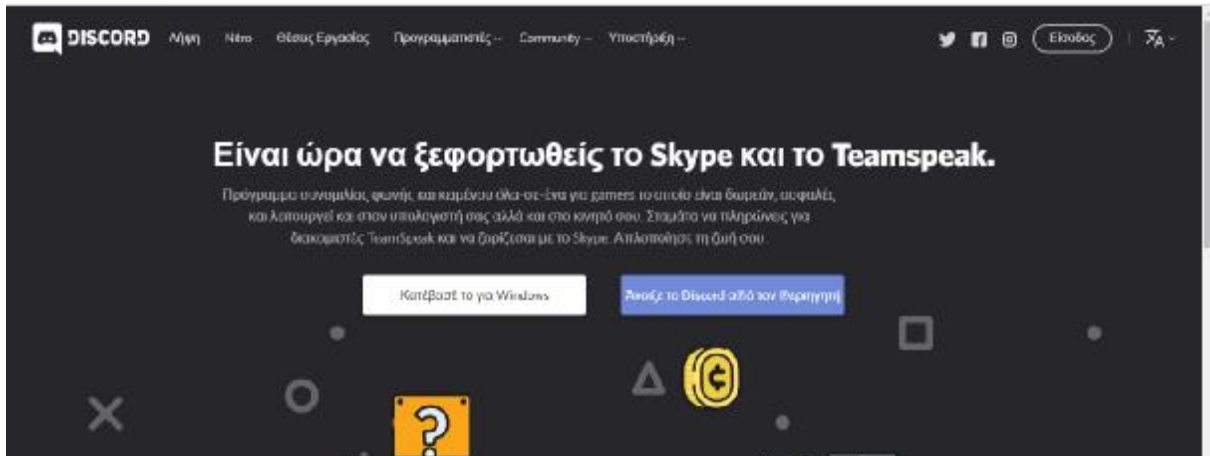 DISCORD Λήψη Nitro Θέσεις Εργασίας Προγραμματιστές Community Υποστήριξη Είσοδος
Είναι ώρα να ξεφορτωθείς το Skype και το Teamspeak.
Πρόγραμμα συνομιλίας φωνής και κειμένου όλα-σε-ένα για gamers το οποίο είναι δωρεάν, ασφαλές,
και λειτουργεί και στον υπολογιστή σας αλλά και στο κινητό σου. Σταμάτα να πληρώνεις για
διακομιστές TeamSpeak και να ζορίζεσαι με το Skype. Απλοποίησε τη ζωή σου.
Κατέβασέ το για Windows Άνοιξε το Discord από τον Περιηγητή
?
¢